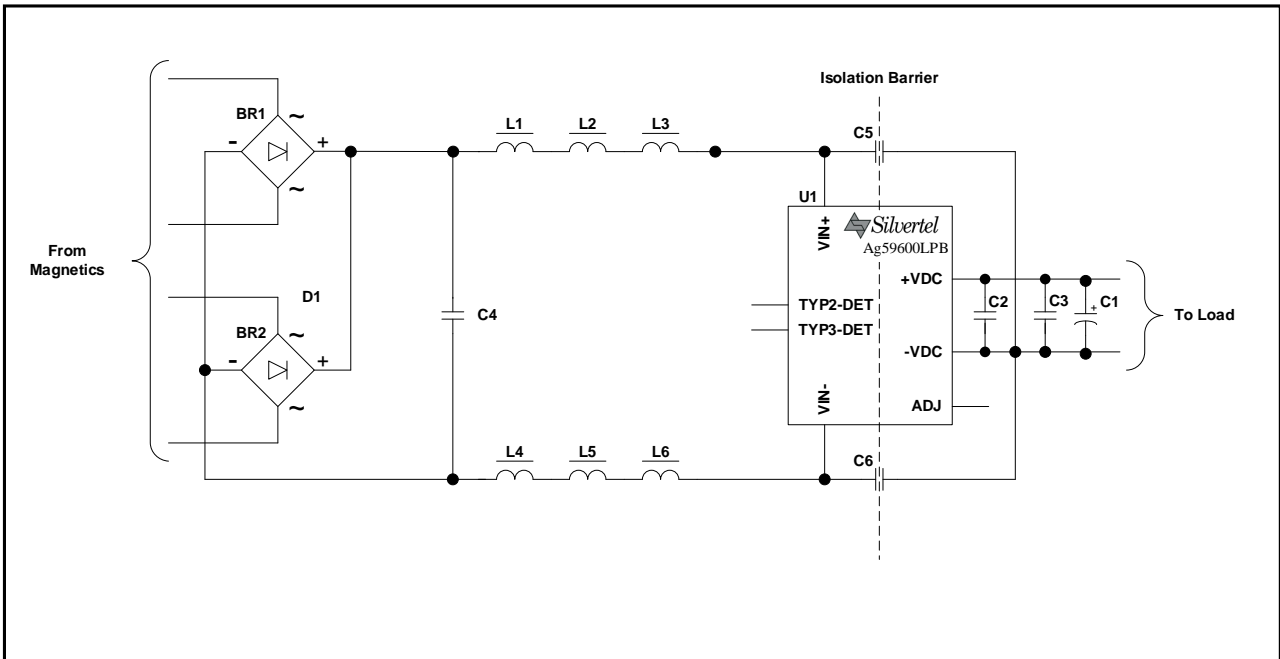 Isolation Barrier
BR1
~
-
+
~
L1
L2
L3
C5
U1
VIN+
Silvertel
Ag59600LPB
From
Magnetics
+VDC
C2
C3
+
C1
To Load
D1
TYP2-DET
TYP3-DET
C4
BR2
~
-
+
~
-VDC
VIN-
ADJ
L4
L5
L6
C6